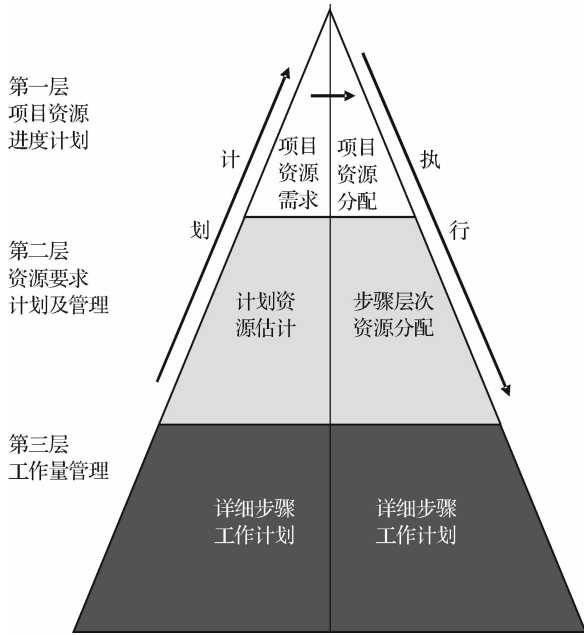 第一层
项目资源
进度计划
计
划
项目
资源
需求
项目
资源
分配
执
行
第二层
资源要求
计划及管理
计划资
源估计
步骤层次
资源分配
第三层
工作量管理
详细步骤
工作计划
详细步骤
工作计划